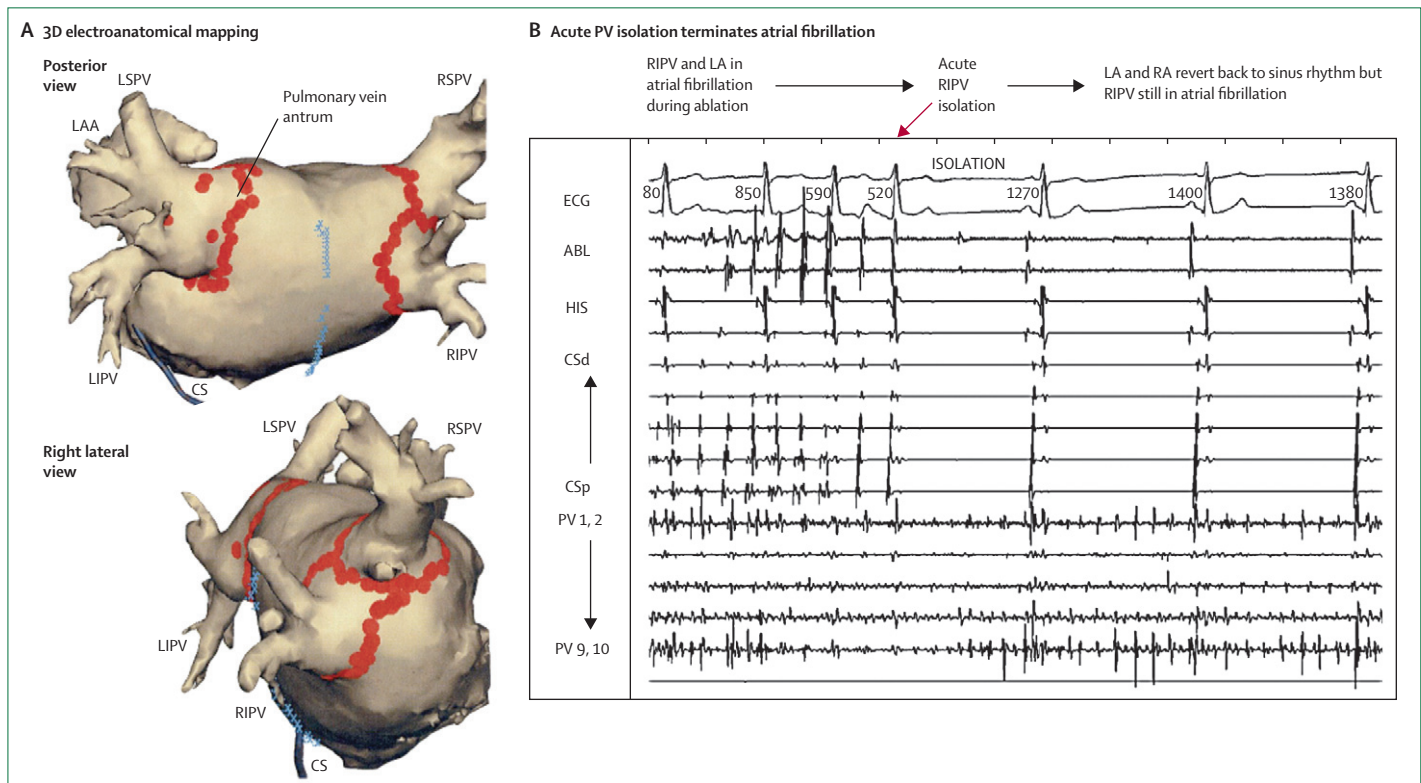 A 3D electroanatomical mapping
Posterior
view
LSPV
RSPV
Pulmonary vein
antrum
LAA
LIPV
CS
RIPV
Right lateral
view
LSPV
RSPV
LIPV
RIPV
CS
B Acute PV isolation terminates atrial fibrillation
RIPV and LA in
atrial fibrillation
during ablation
Acute
RIPV
isolation
LA and RA revert back to sinus rhythm but
RIPV still in atrial fibrillation
ISOLATION
80 850 590 520 1270 1400 1380
ECG
ABL
HIS
CSd
CSp
PV 1, 2
PV 9, 10